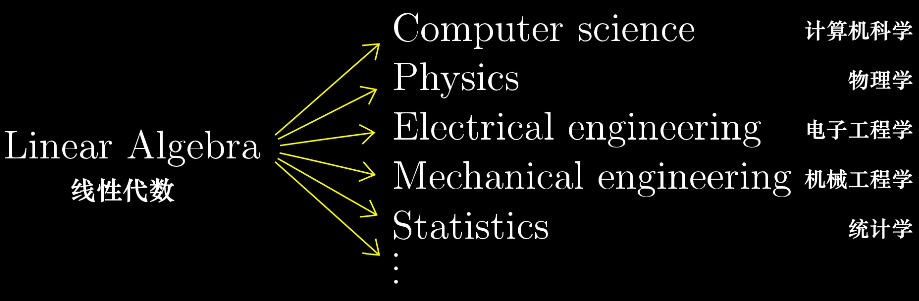 Computer science 计算机科学
Physics 物理学
Electrical engineering 电子工程学
Linear Algebra
线性代数
Mechanical engineering 机械工程学
Statistics 统计学
⋮